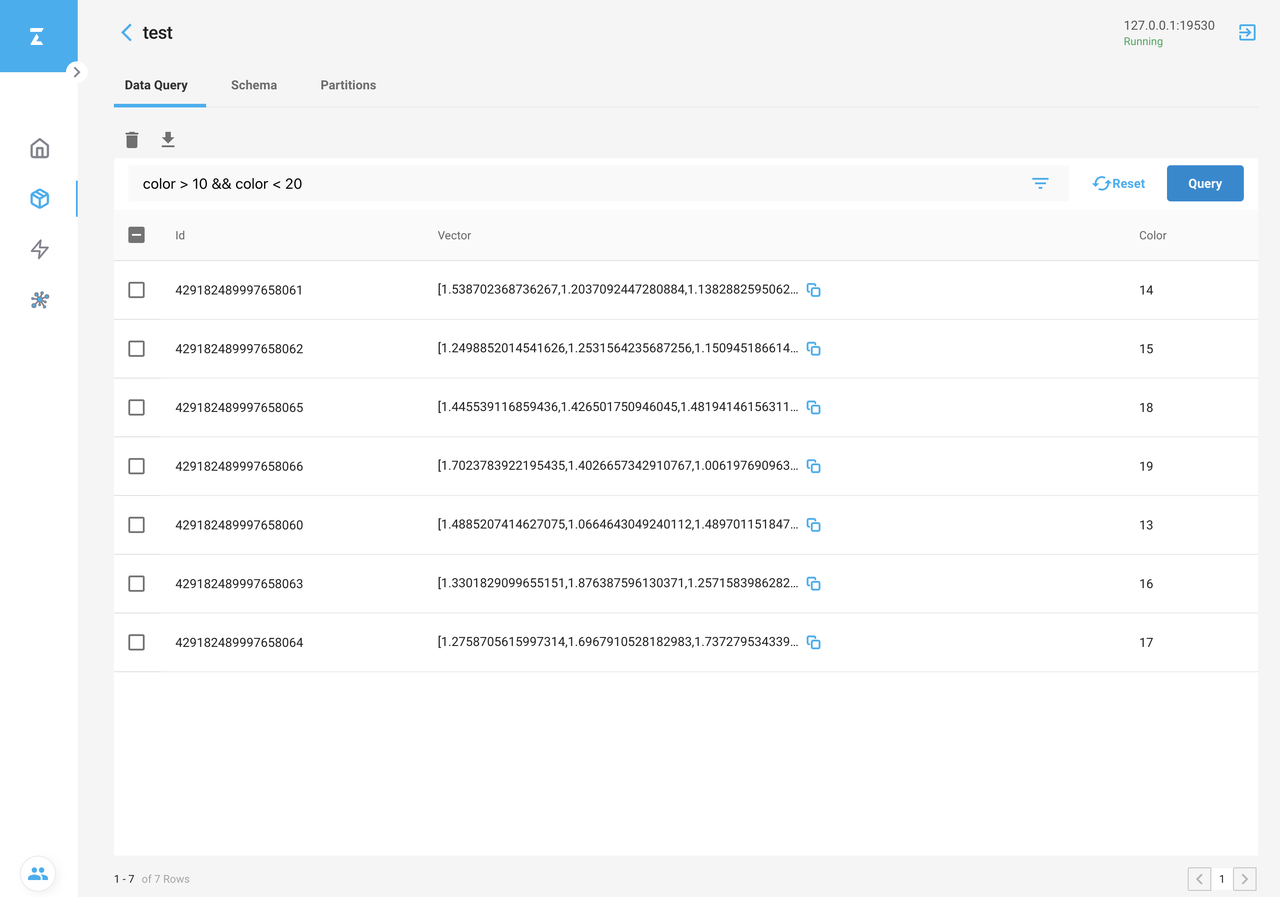 test
127.0.0.1:19530
Running
Data Query Schema Partitions
color > 10 && color < 20 Reset Query
Id Vector Color
429182489997658061 [1.538702368736267,1.2037092447280884,1.1382882595062... 14
429182489997658062 [1.2498852014541626,1.2531564235687256,1.150945186614... 15
429182489997658065 [1.445539116859436,1.426501750946045,1.48194146156311... 18
429182489997658066 [1.7023783922195435,1.4026657342910767,1.006197690963... 19
429182489997658060 [1.4885207414627075,1.0664643049240112,1.489701151847... 13
429182489997658063 [1.3301829099655151,1.876387596130371,1.2571583986282... 16
429182489997658064 [1.2758705615997314,1.6967910528182983,1.737279534339... 17
1 - 7 of 7 Rows 1